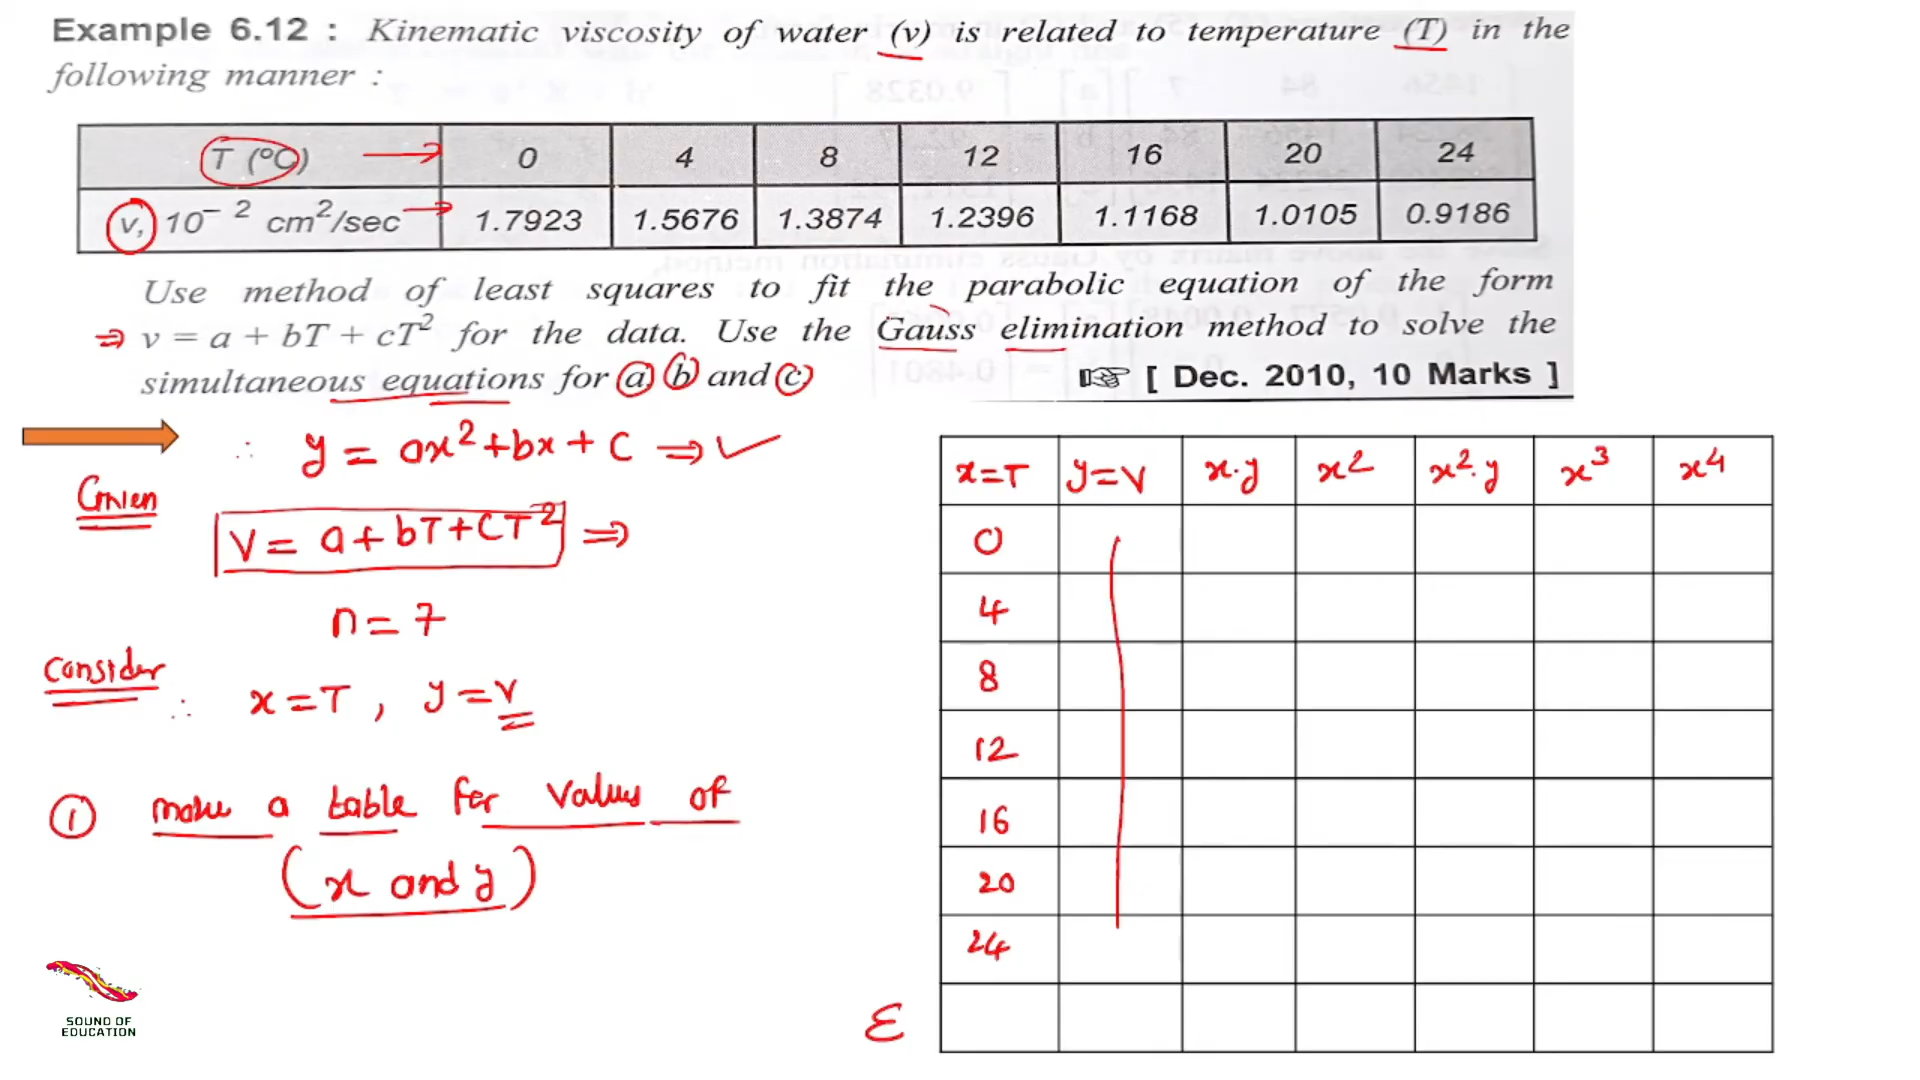 Example 6.12 : Kinematic viscosity of water (v) is related to temperature (T) in the
following manner :
T (°C) → 0 4 8 12 16 20 24
v, 10⁻² cm²/sec → 1.7923 1.5676 1.3874 1.2396 1.1168 1.0105 0.9186
Use method of least squares to fit the parabolic equation of the form
⇒ v = a + bT + cT² for the data. Use the Gauss elimination method to solve the
simultaneous equations for a, b and c.
☞ [ Dec. 2010, 10 Marks ]
∴ y = ax² + bx + c ⇒ ✓
Given
V = a + bT + CT² ⇒
n = 7
Consider
∴ x = T , y = v
① make a table for values of
(x and y)
x=T y=V x·y x² x²·y x³ x⁴
0
4
8
12
16
20
24
Σ
SOUND OF
EDUCATION